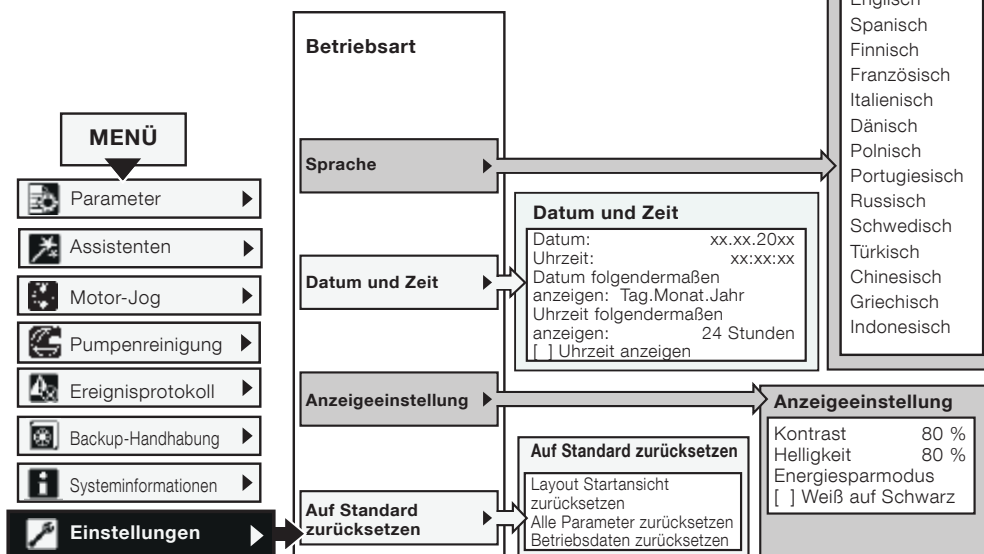 MENÜ
Parameter
Assistenten
Motor-Jog
Pumpenreinigung
Ereignisprotokoll
Backup-Handhabung
Systeminformationen
Einstellungen
Betriebsart
Sprache
Datum und Zeit
Anzeigeeinstellung
Auf Standard
zurücksetzen
Englisch
Spanisch
Finnisch
Französisch
Italienisch
Dänisch
Polnisch
Portugiesisch
Russisch
Schwedisch
Türkisch
Chinesisch
Griechisch
Indonesisch
Datum und Zeit
Datum: xx.xx.20xx
Uhrzeit: xx:xx:xx
Datum folgendermaßen
anzeigen: Tag.Monat.Jahr
Uhrzeit folgendermaßen
anzeigen: 24 Stunden
[ ] Uhrzeit anzeigen
Anzeigeeinstellung
Kontrast 80 %
Helligkeit 80 %
Energiesparmodus
[ ] Weiß auf Schwarz
Auf Standard zurücksetzen
Layout Startansicht
zurücksetzen
Alle Parameter zurücksetzen
Betriebsdaten zurücksetzen